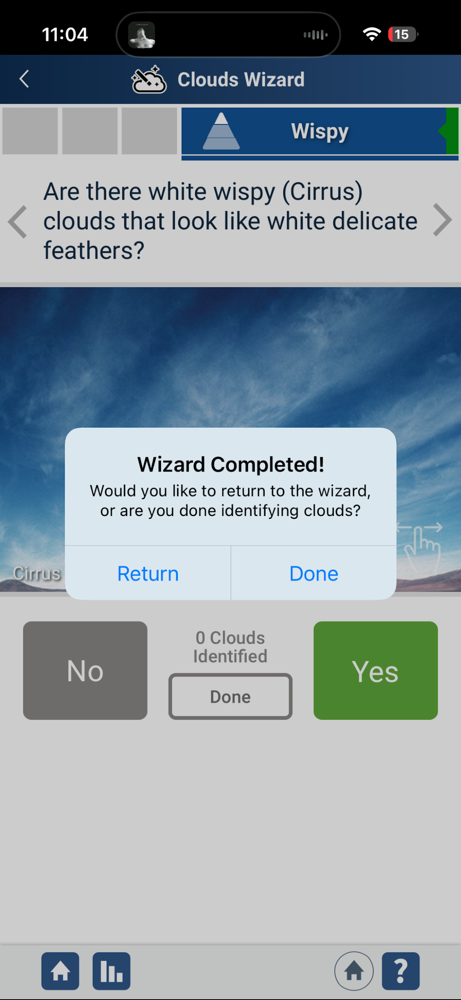 11:04
15
Clouds Wizard
Wispy
Are there white wispy (Cirrus)
clouds that look like white delicate
feathers?
Wizard Completed!
Would you like to return to the wizard,
or are you done identifying clouds?
Cirrus
Return
Done
No
0 Clouds
Identified
Done
Yes
?